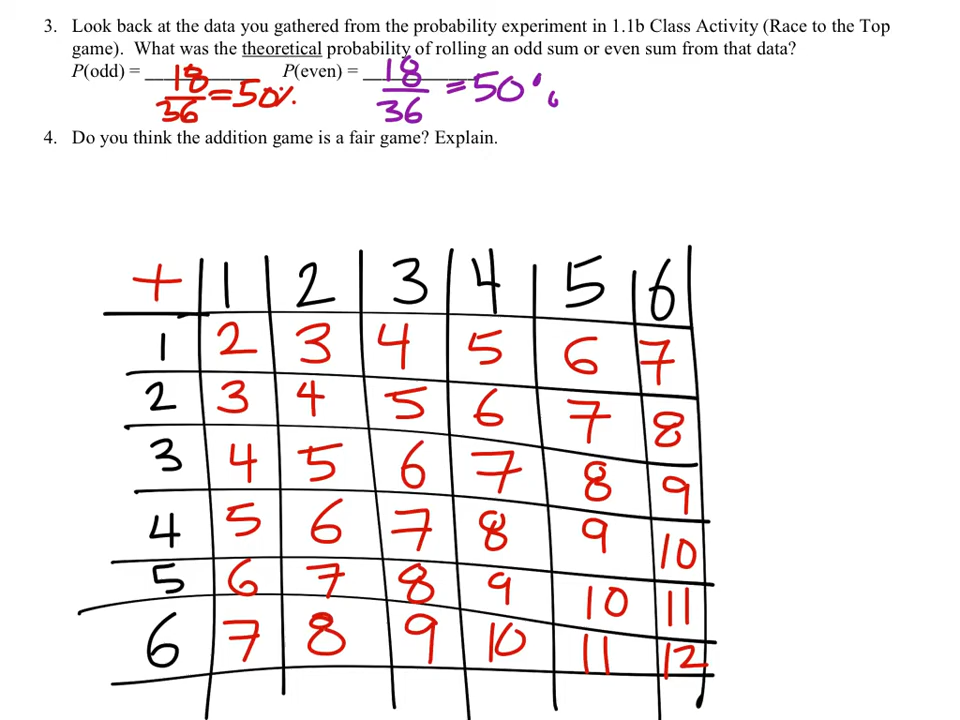 3. Look back at the data you gathered from the probability experiment in 1.1b Class Activity (Race to the Top
game). What was the theoretical probability of rolling an odd sum or even sum from that data?
P(odd) = 18/36 = 50% P(even) = 18/36 = 50%
4. Do you think the addition game is a fair game? Explain.
+ 1 2 3 4 5 6
1 2 3 4 5 6 7
2 3 4 5 6 7 8
3 4 5 6 7 8 9
4 5 6 7 8 9 10
5 6 7 8 9 10 11
6 7 8 9 10 11 12